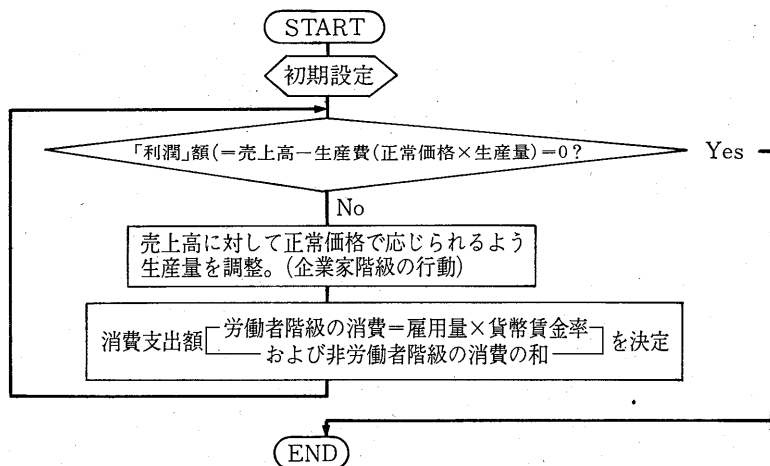 START
初期設定
「利潤」額(=売上高ー生産費(正常価格×生産量)=0?
Yes
No
売上高に対して正常価格で応じられるよう
生産量を調整。(企業家階級の行動)
消費支出額
労働者階級の消費=雇用量×貨幣賃金率
および非労働者階級の消費の和
を決定
END